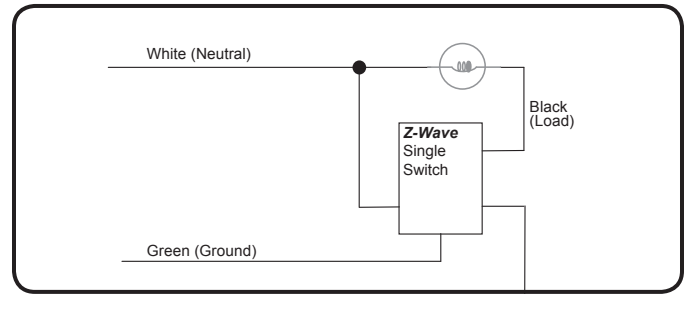 White (Neutral)
Black
(Load)
Z-Wave
Single
Switch
Green (Ground)